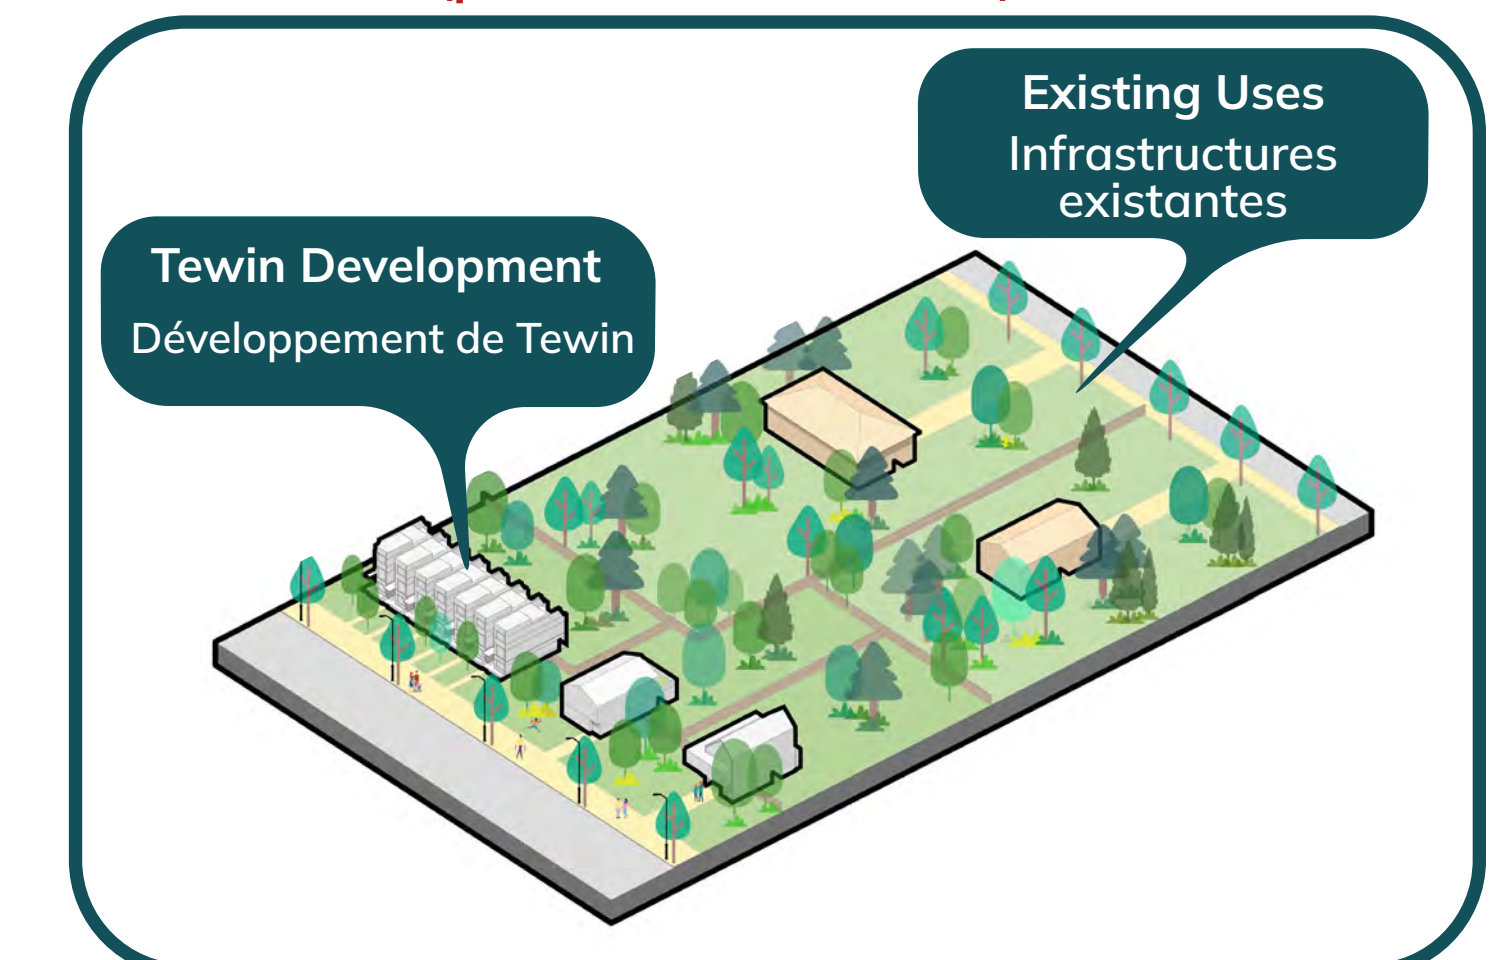 Existing Uses
Infrastructures
existantes
Tewin Development
Développement de Tewin